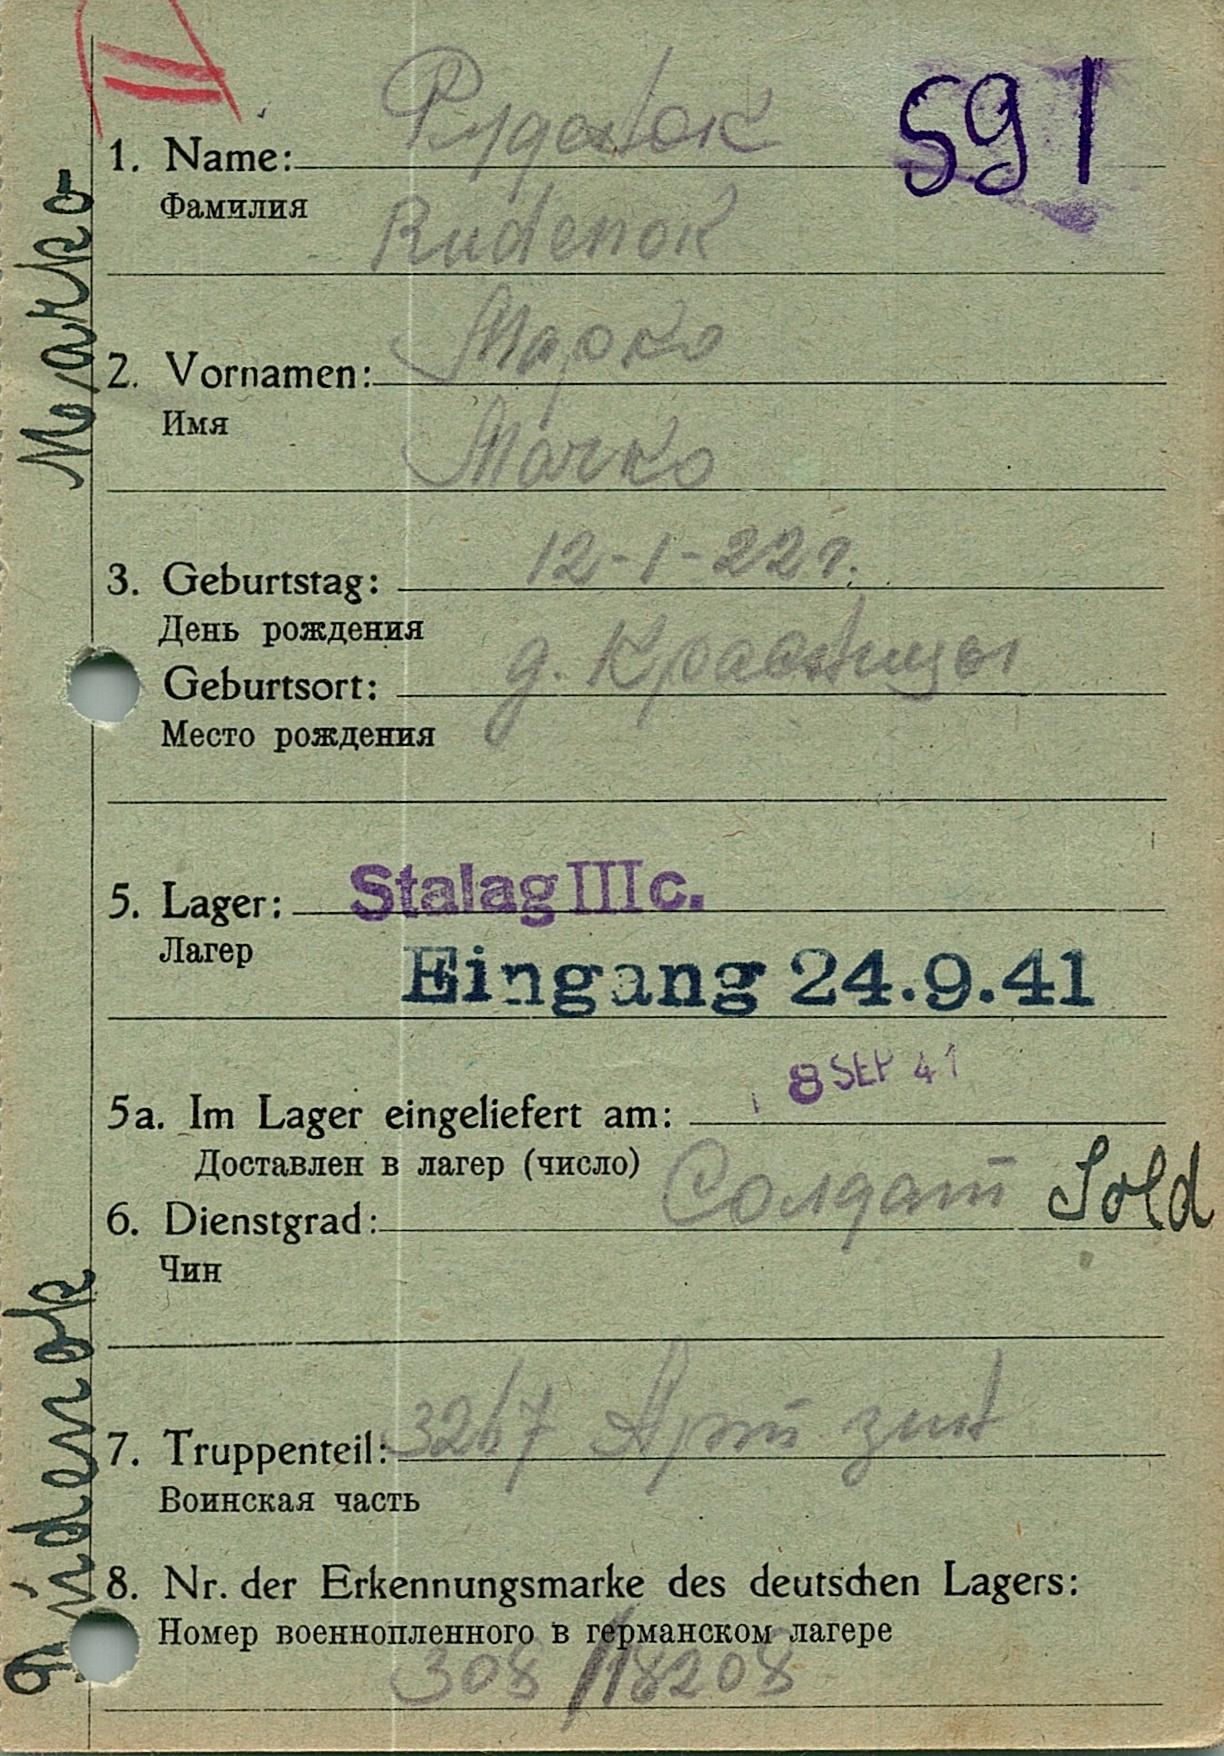 591
Руденок
1. Name:
Фамилия
Rudenok
Марко
2. Vornamen:
Имя
Marko
3. Geburtstag: 12-1-22 г.
День рождения
Geburtsort: д.
Место рождения
5. Lager: Stalag III c.
Лагер
Eingang 24.9.41
5a. Im Lager eingeliefert am: 8 SEP 41
Доставлен в лагер (число)
6. Dienstgrad: Солдат Sold
Чин
7. Truppenteil:
Воинская часть
8. Nr. der Erkennungsmarke des deutschen Lagers:
Номер военнопленного в германском лагере
308/18208
Rudenok Marko